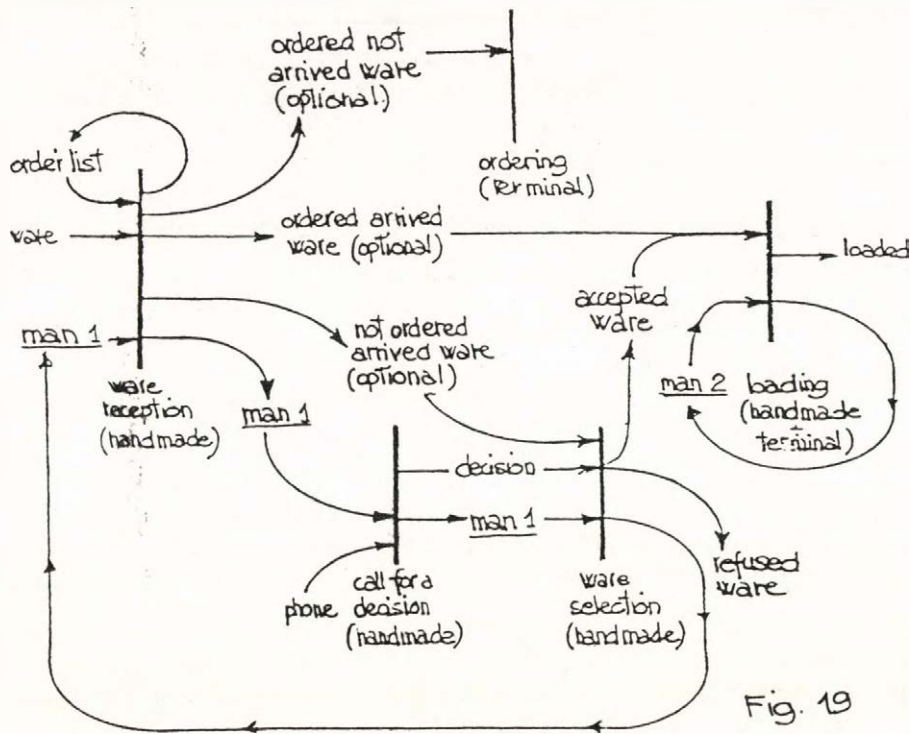 ordered not
arrived ware
(optional)
ordering
(terminal)
order list
ware
ordered arrived
ware (optional)
loaded
accepted
ware
man 1
not ordered
arrived ware
(optional)
ware
reception
(handmade)
man 1
man 2
loading
(handmade
terminal)
decision
man 1
phone
call for a
decision
(handmade)
ware
selection
(handmade)
refused
ware
Fig. 19